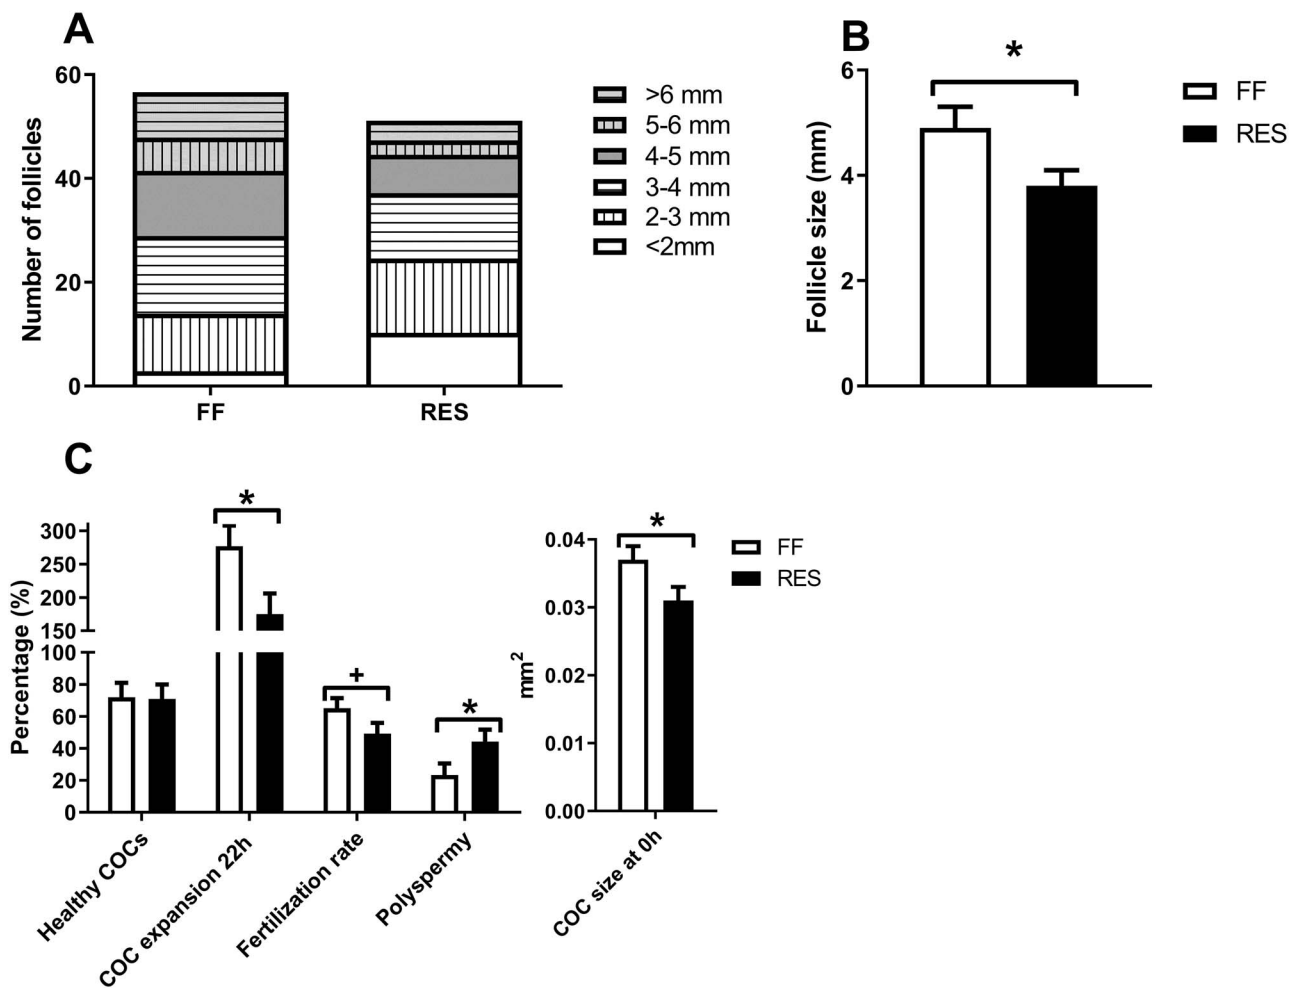 A
Number of follicles
60
40
20
0
FF
RES
>6 mm
5-6 mm
4-5 mm
3-4 mm
2-3 mm
<2mm
B
Follicle size (mm)
6
4
2
0
*
FF
RES
C
Percentage (%)
300
250
200
150
100
80
60
40
20
0
*
+
*
Healthy COCs
COC expansion 22h
Fertilization rate
Polyspermy
mm²
0.04
0.03
0.02
0.01
0.00
*
COC size at 0h
FF
RES